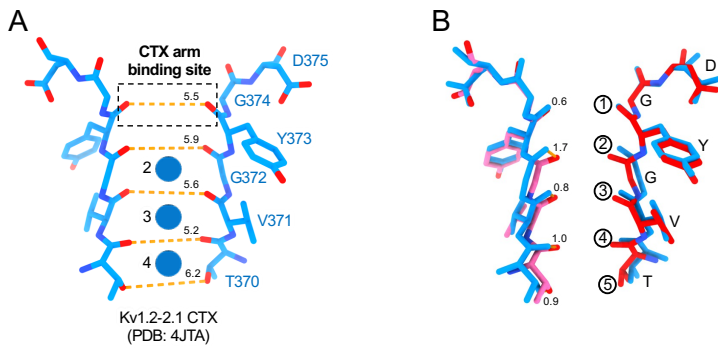 A
CTX arm
binding site
D375
5.5
G374
5.9
Y373
2
G372
5.6
3
V371
5.2
4
6.2
T370
Kv1.2-2.1 CTX
(PDB: 4JTA)
B
D
0.6
1
G
1.7
2
Y
0.8
3
G
V
1.0
4
5
T
0.9